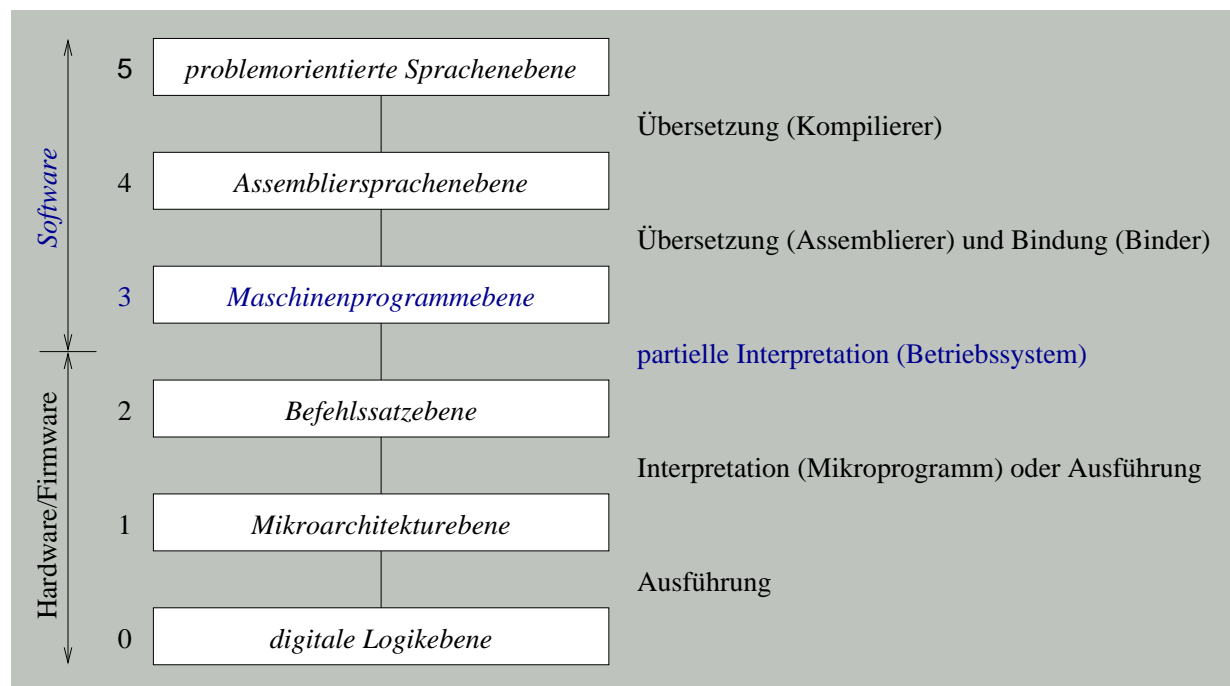 5 problemorientierte Sprachenebene
Übersetzung (Kompilierer)
4 Assembliersprachenebene
Übersetzung (Assemblierer) und Bindung (Binder)
3 Maschinenprogrammebene
Software
partielle Interpretation (Betriebssystem)
2 Befehlssatzebene
Interpretation (Mikroprogramm) oder Ausführung
1 Mikroarchitekturebene
Ausführung
0 digitale Logikebene
Hardware/Firmware